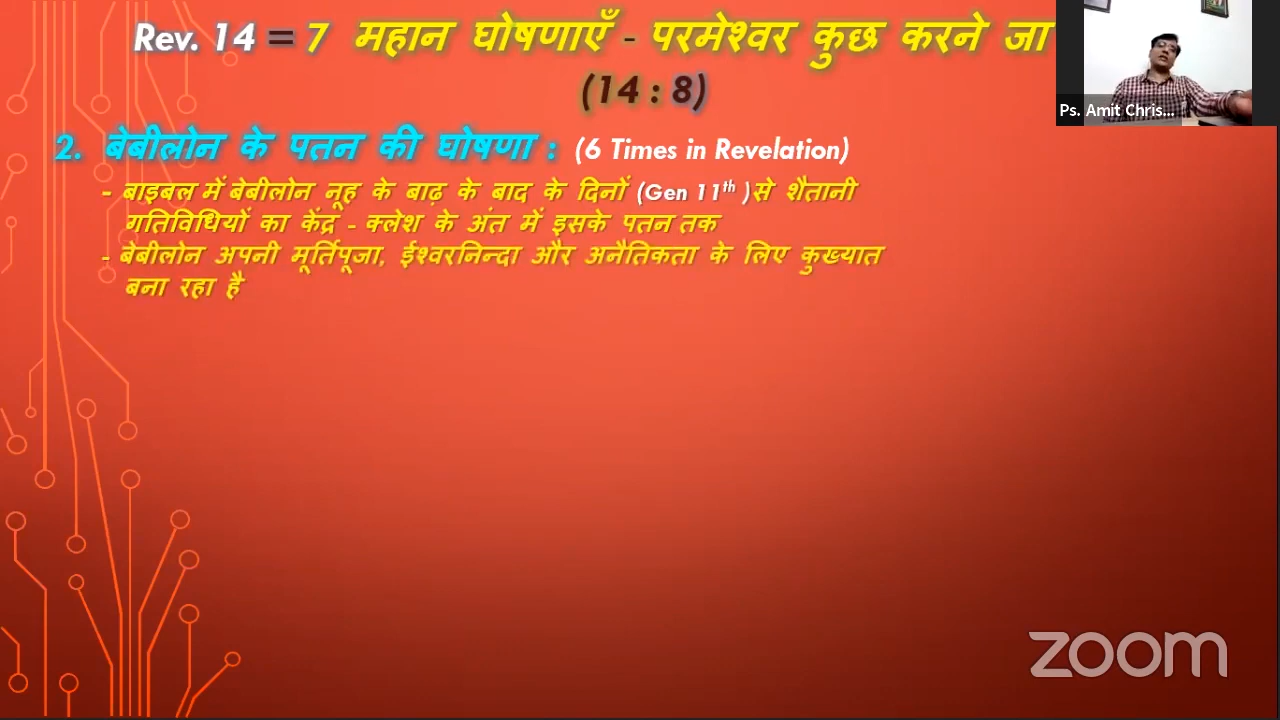 Rev. 14 = 7 महान घोषणाएँ - परमेश्वर कुछ करने जा
(14 : 8)
Ps. Amit Chris...
2. बेबीलोन के पतन की घोषणा : (6 Times in Revelation)
- बाइबल में बेबीलोन नूह के बाढ़ के बाद के दिनों (Gen 11th )से शैतानी
गतिविधियों का केंद्र - क्लेश के अंत में इसके पतन तक
- बेबीलोन अपनी मूर्तिपूजा, ईश्वरनिन्दा और अनैतिकता के लिए कुख्यात
बना रहा है
zoom